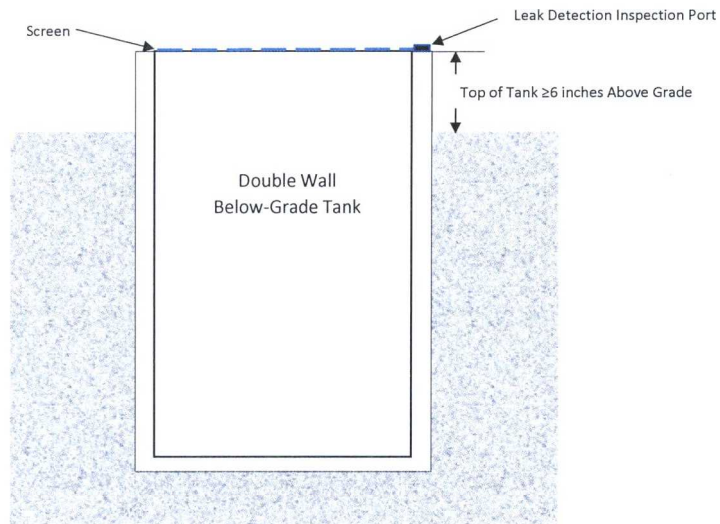 Leak Detection Inspection Port
Screen
Top of Tank ≥6 inches Above Grade
Double Wall
Below-Grade Tank